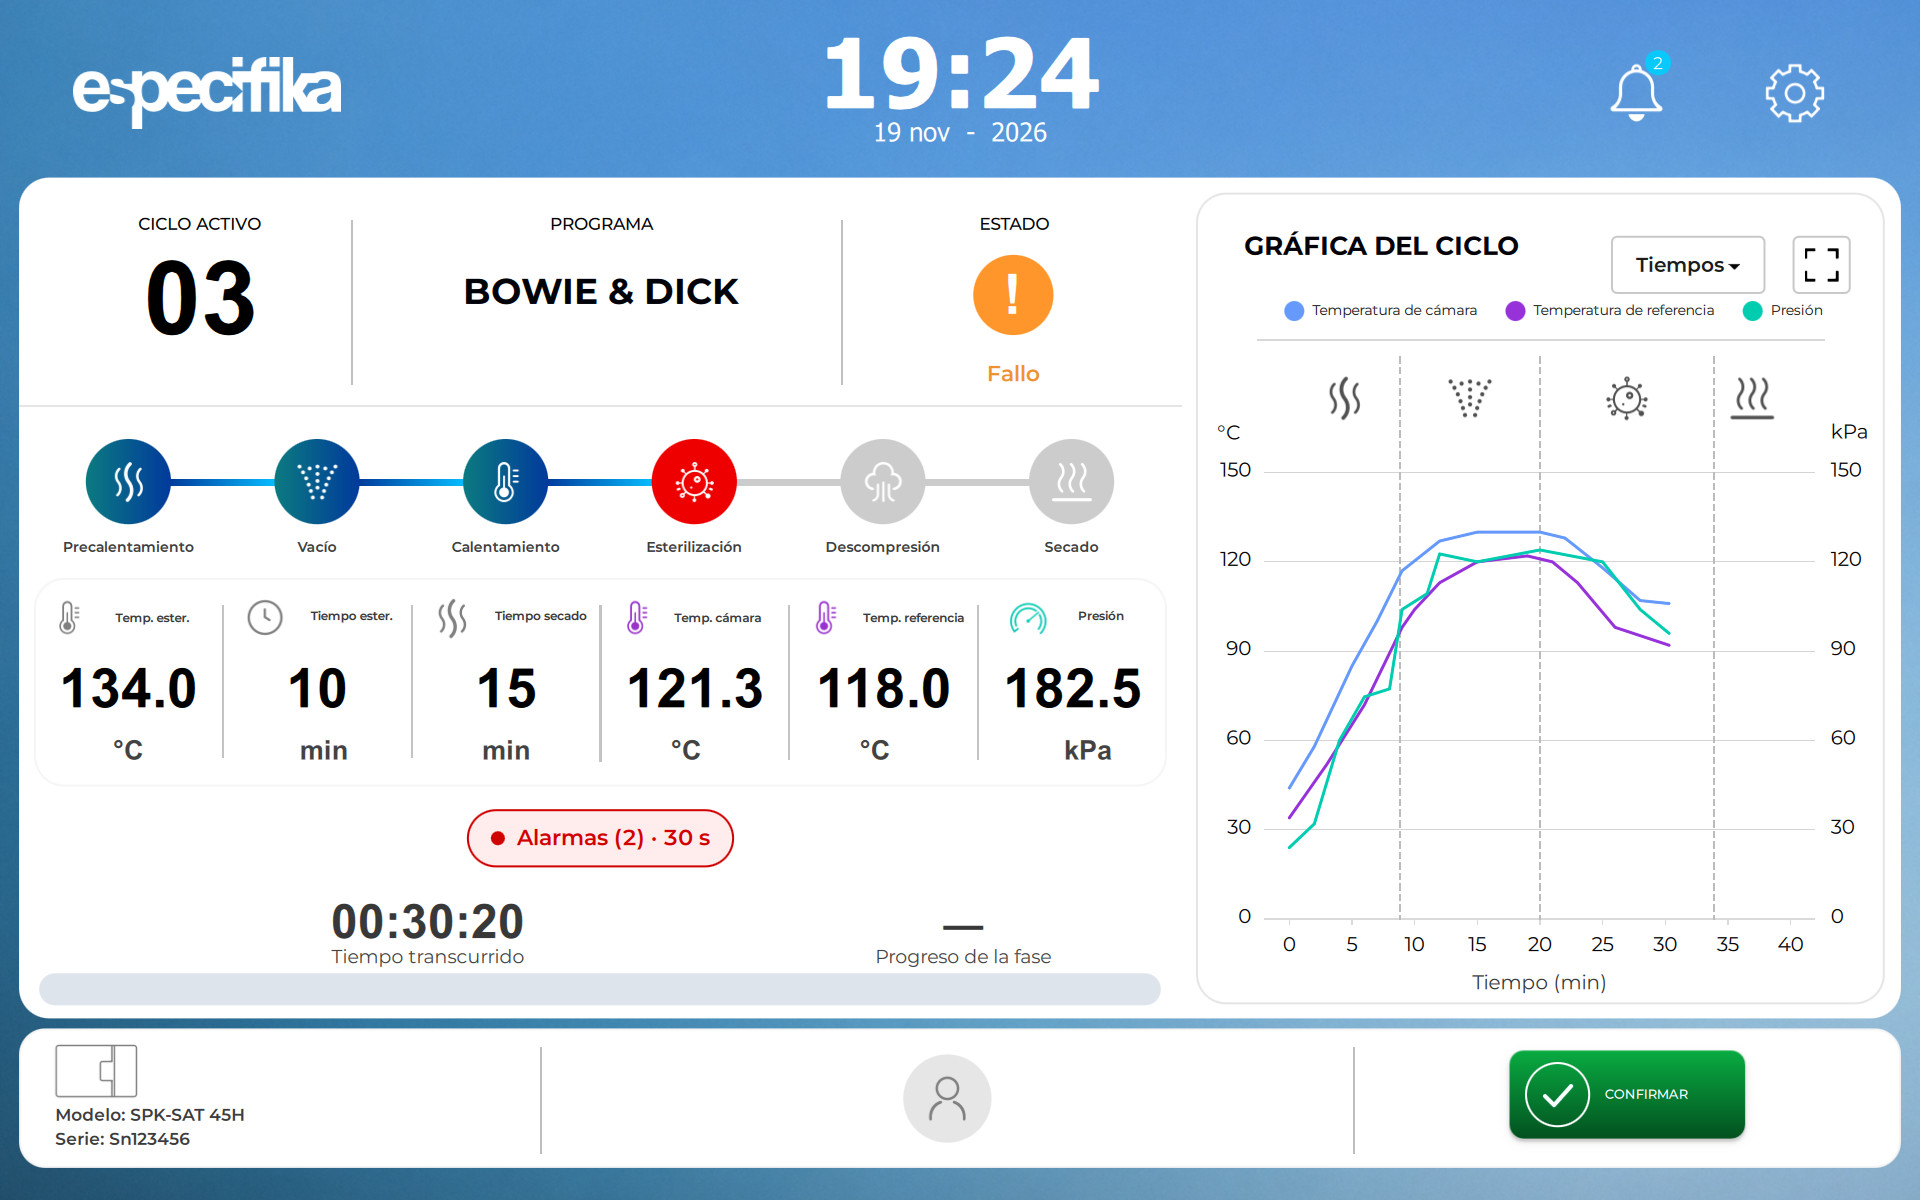 especifika
19:24
19 nov - 2026
2
CICLO ACTIVO
03
PROGRAMA
BOWIE & DICK
ESTADO
!
Fallo
Precalentamiento
Vacío
Calentamiento
Esterilización
Descompresión
Secado
Temp. ester.
134.0
°C
Tiempo ester.
10
min
Tiempo secado
15
min
Temp. cámara
121.3
°C
Temp. referencia
118.0
°C
Presión
182.5
kPa
Alarmas (2) · 30 s
00:30:20
Tiempo transcurrido
—
Progreso de la fase
GRÁFICA DEL CICLO
Tiempos
Temperatura de cámara
Temperatura de referencia
Presión
°C
kPa
150
150
120
120
90
90
60
60
30
30
0
0
0 5 10 15 20 25 30 35 40
Tiempo (min)
Modelo: SPK-SAT 45H
Serie: Sn123456
CONFIRMAR